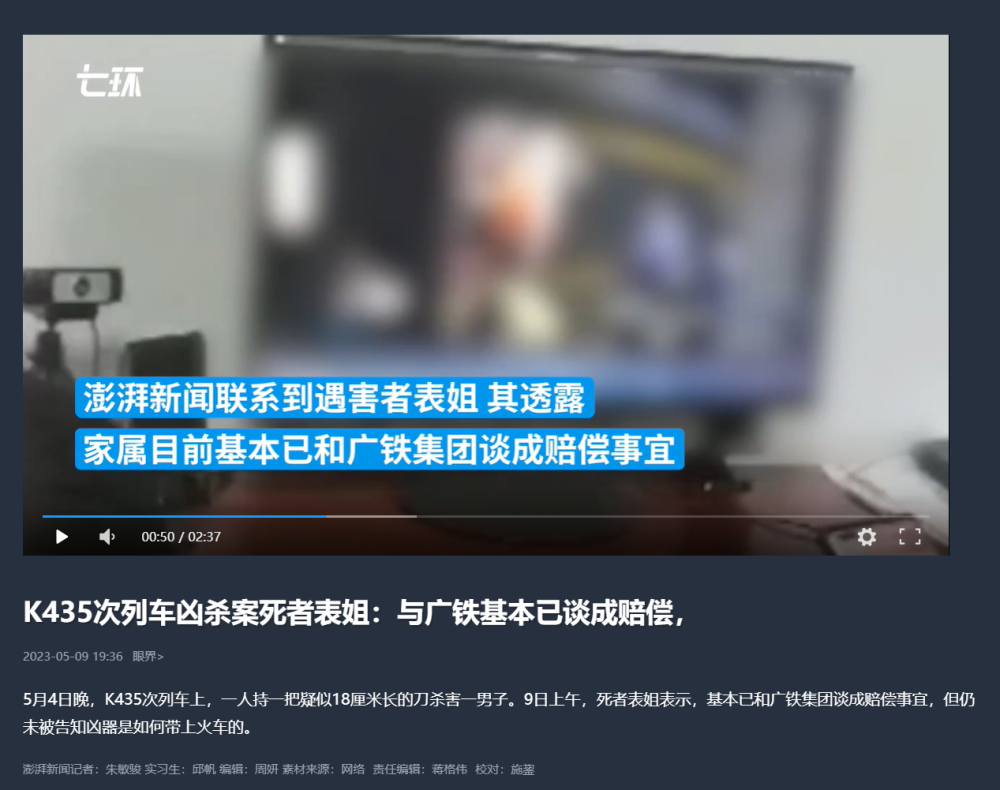 七环
澎湃新闻联系到遇害者表姐 其透露
家属目前基本已和广铁集团谈成赔偿事宜
00:50 / 02:37
K435次列车凶杀案死者表姐：与广铁基本已谈成赔偿，
2023-05-09 19:36 眼界>
5月4日晚，K435次列车上，一人持一把疑似18厘米长的刀杀害一男子。9日上午，死者表姐表示，基本已和广铁集团谈成赔偿事宜，但仍
未被告知凶器是如何带上火车的。
澎湃新闻记者：朱敏骏 实习生：邱帆 编辑：周妍 素材来源：网络 责任编辑：蒋格伟 校对：施鋆